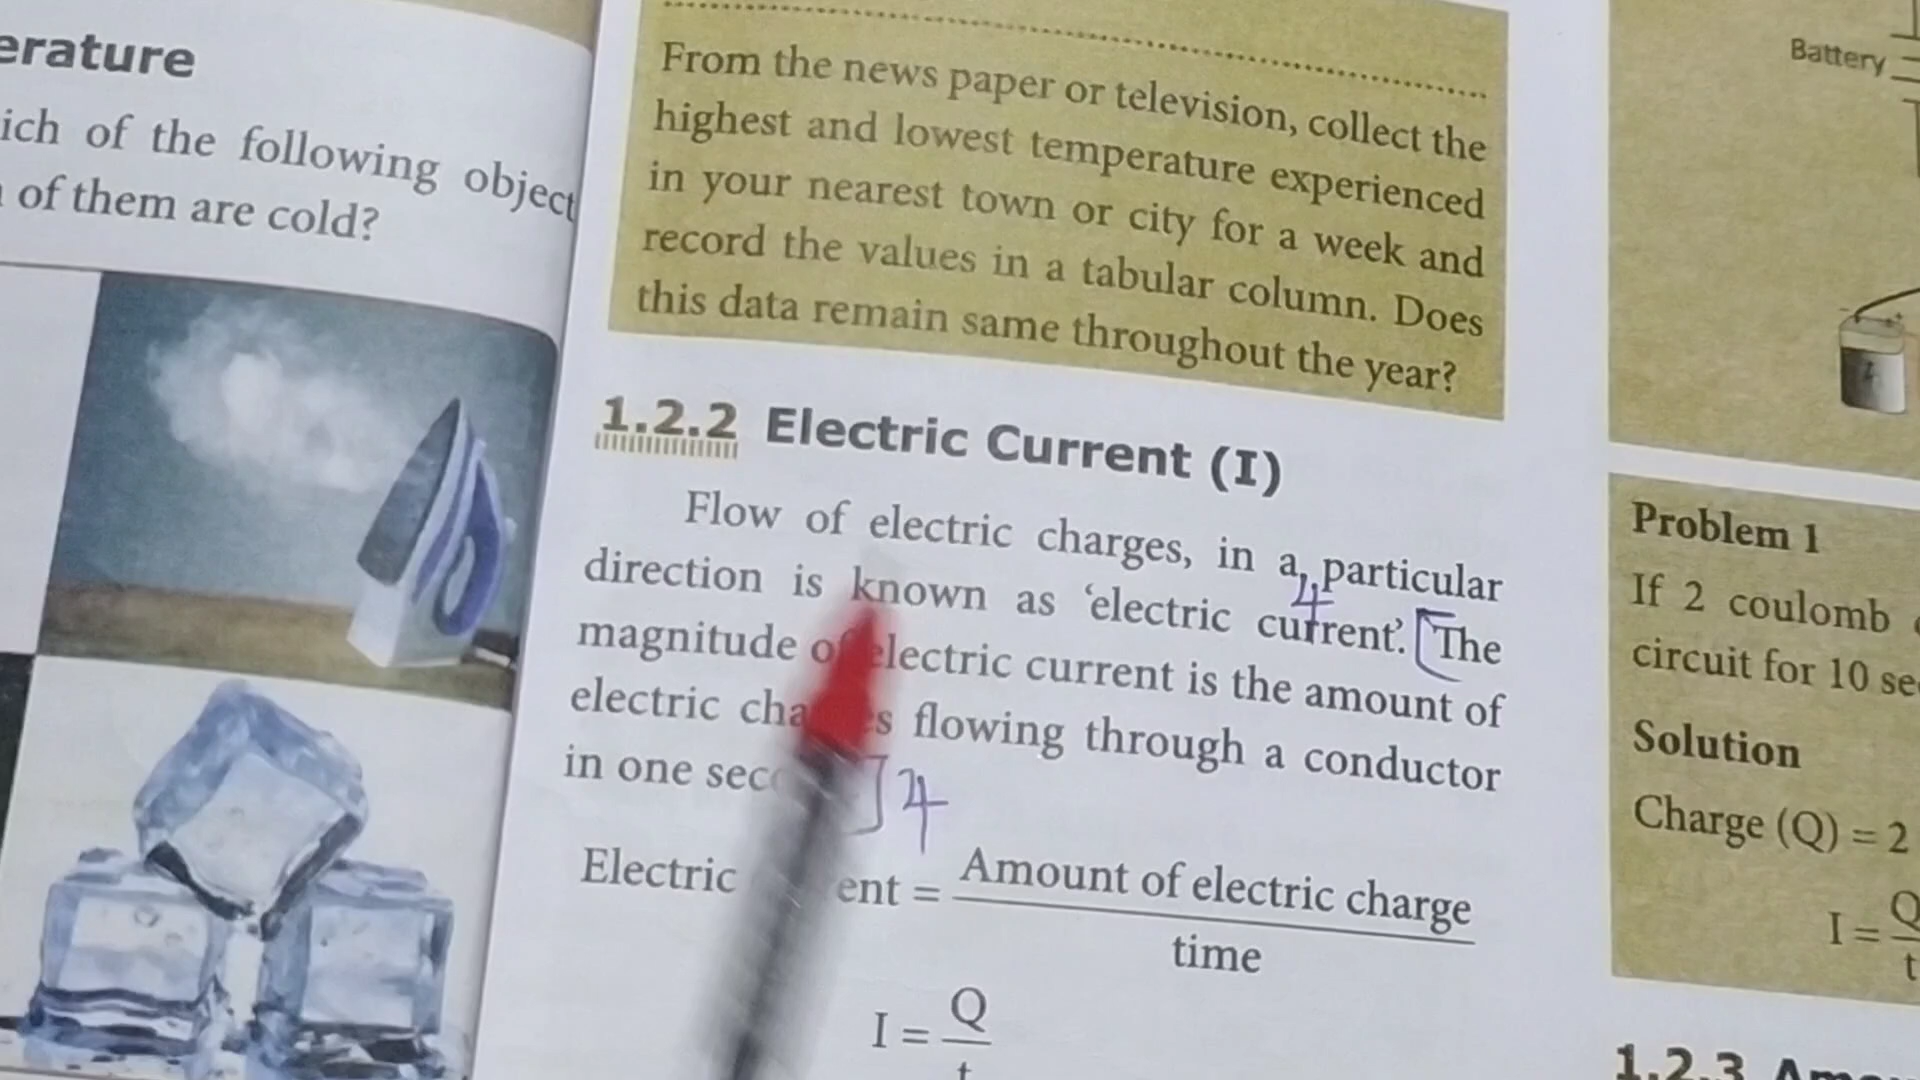 erature
ich of the following object
of them are cold?
From the news paper or television, collect the
highest and lowest temperature experienced
in your nearest town or city for a week and
record the values in a tabular column. Does
this data remain same throughout the year?
1.2.2 Electric Current (I)
Flow of electric charges, in a particular
direction is known as ‘electric current’. The
4
magnitude of electric current is the amount of
electric cha s flowing through a conductor
in one sec
4
Electric ent = Amount of electric charge
time
I = Q
t
Battery
Problem 1
If 2 coulomb
circuit for 10 se
Solution
Charge (Q) = 2
I = Q
t
1.2.3